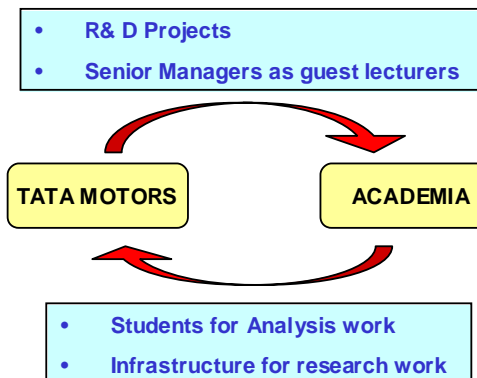 • R& D Projects
• Senior Managers as guest lecturers
TATA MOTORS
ACADEMIA
• Students for Analysis work
• Infrastructure for research work